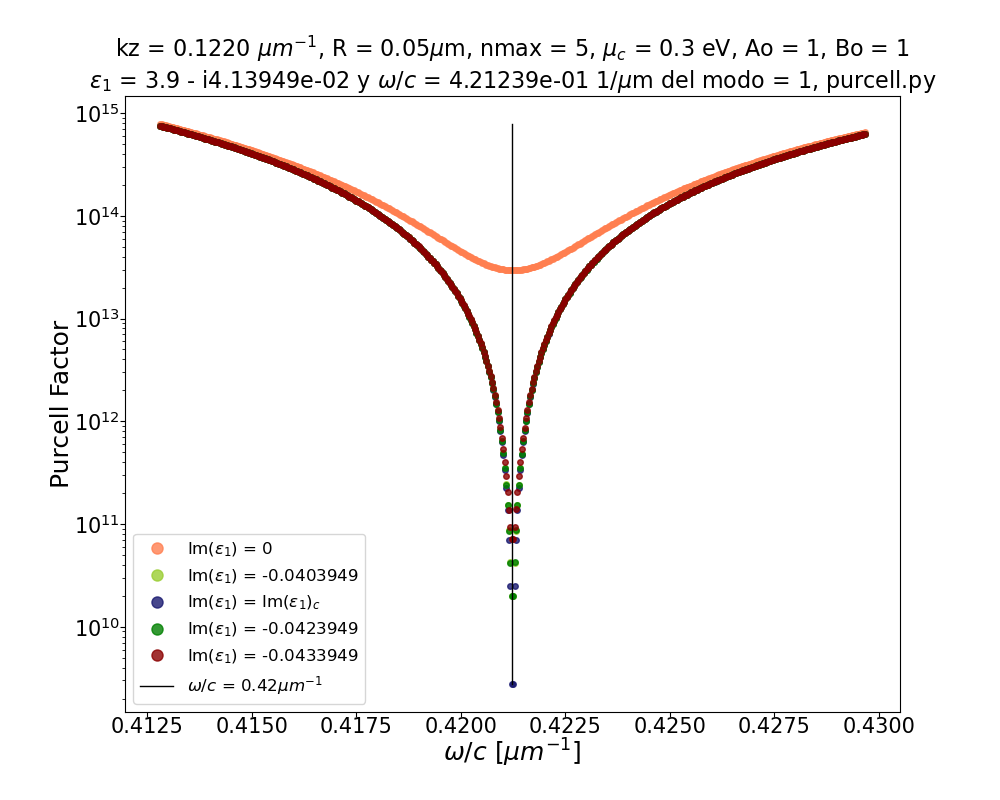 kz = 0.1220 μm⁻¹, R = 0.05μm, nmax = 5, μ_c = 0.3 eV, Ao = 1, Bo = 1
ε₁ = 3.9 - i4.13949e-02 y ω/c = 4.21239e-01 1/μm del modo = 1, purcell.py
Purcell Factor
10¹⁵
10¹⁴
10¹³
10¹²
10¹¹
10¹⁰
Im(ε₁) = 0
Im(ε₁) = -0.0403949
Im(ε₁) = Im(ε₁)_c
Im(ε₁) = -0.0423949
Im(ε₁) = -0.0433949
ω/c = 0.42μm⁻¹
0.4125 0.4150 0.4175 0.4200 0.4225 0.4250 0.4275 0.4300
ω/c [μm⁻¹]